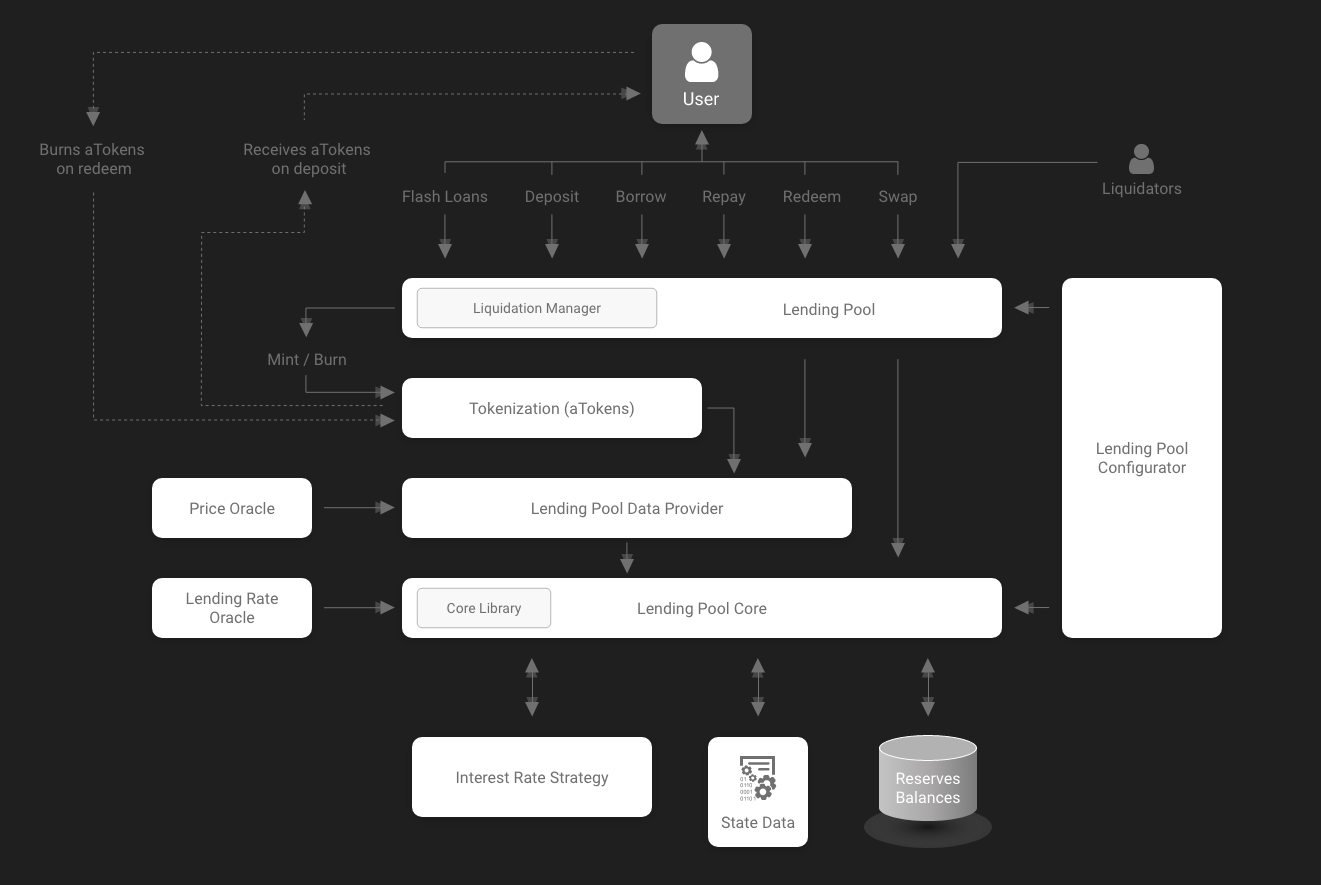 User
Burns aTokens
on redeem
Receives aTokens
on deposit
Liquidators
Flash Loans
Deposit
Borrow
Repay
Redeem
Swap
Liquidation Manager
Lending Pool
Mint / Burn
Tokenization (aTokens)
Lending Pool
Configurator
Price Oracle
Lending Pool Data Provider
Lending Rate
Oracle
Core Library
Lending Pool Core
Interest Rate Strategy
01
0110
0001
0110
State Data
Reserves
Balances